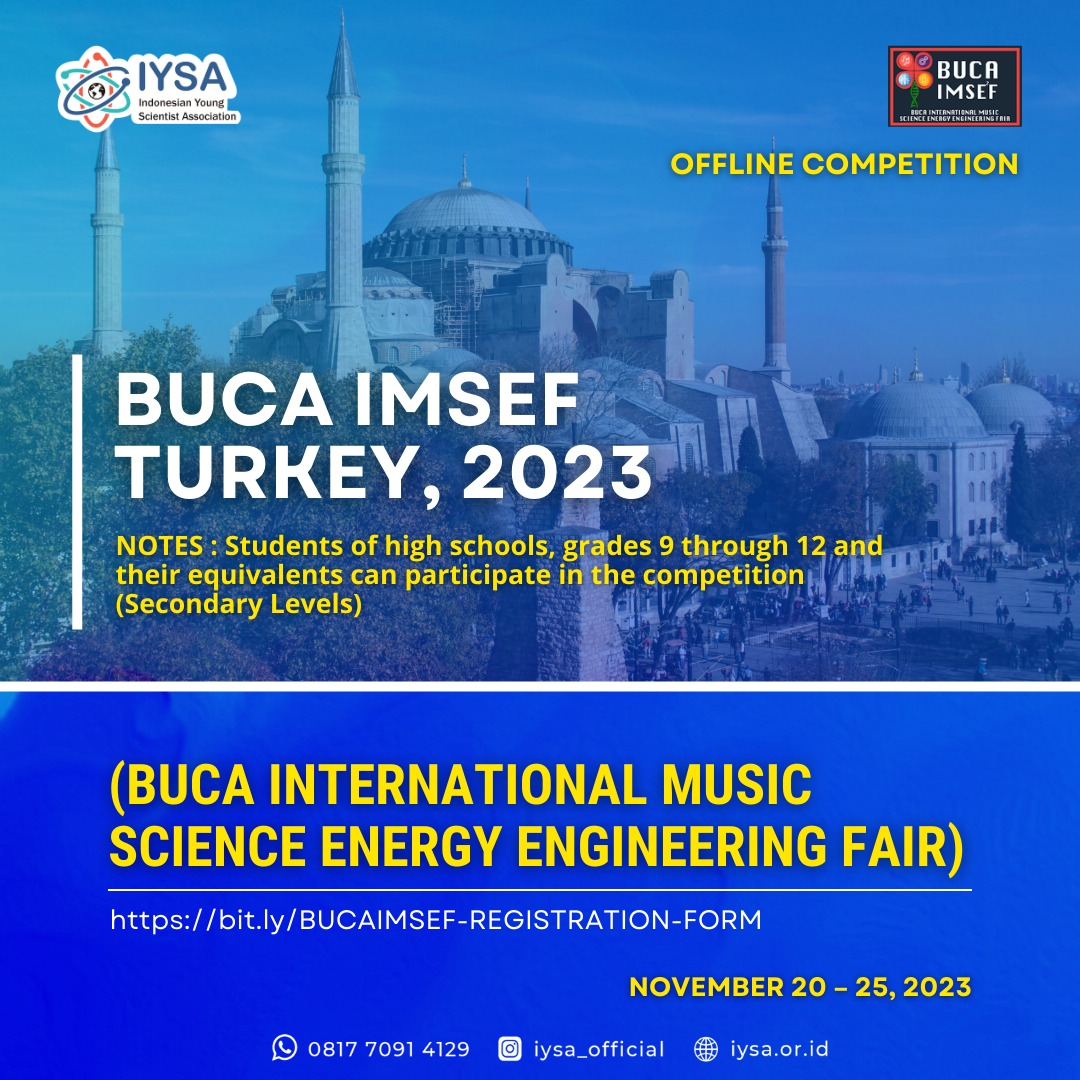 IYSA
Indonesian Young
Scientist Association
BUCA
IMSEF
BUCA INTERNATIONAL MUSIC
SCIENCE ENERGY ENGINEERING FAIR
OFFLINE COMPETITION
BUCA IMSEF
TURKEY, 2023
NOTES : Students of high schools, grades 9 through 12 and
their equivalents can participate in the competition
(Secondary Levels)
(BUCA INTERNATIONAL MUSIC
SCIENCE ENERGY ENGINEERING FAIR)
https://bit.ly/BUCAIMSEF-REGISTRATION-FORM
NOVEMBER 20 – 25, 2023
0817 7091 4129 iysa_official iysa.or.id